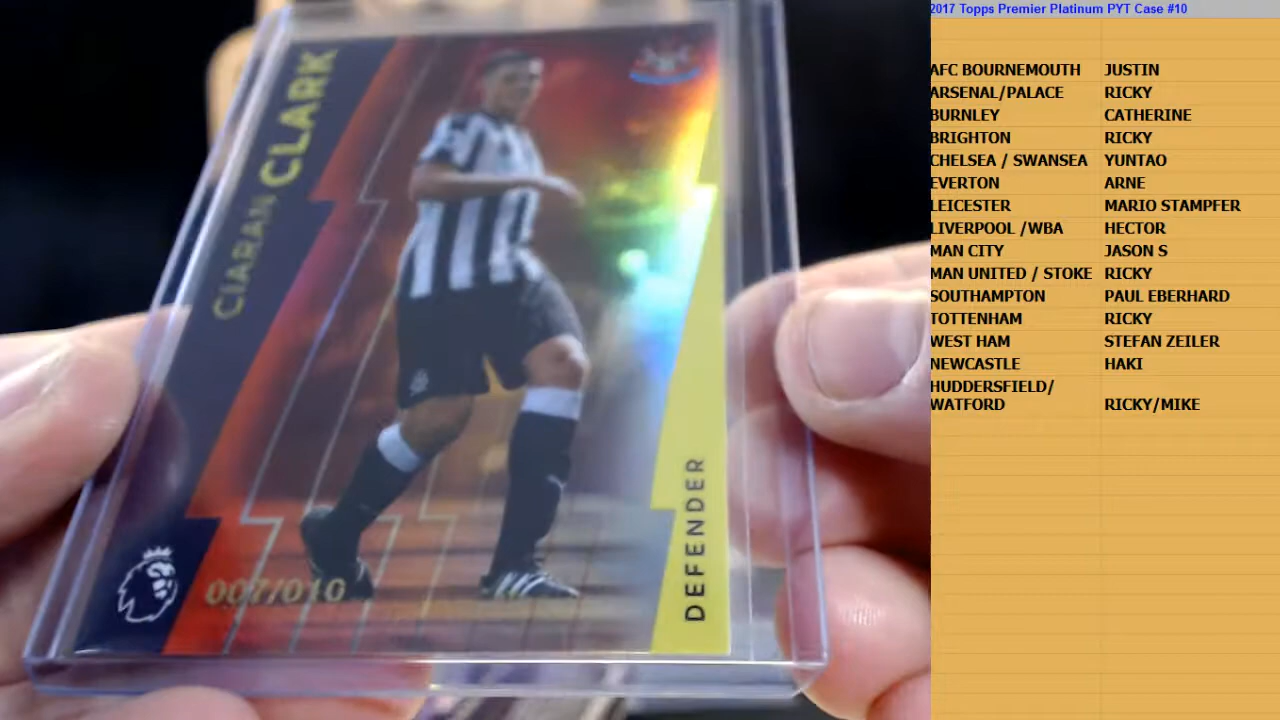 CIARAN CLARK
007/010
DEFENDER
2017 Topps Premier Platinum PYT Case #10
AFC BOURNEMOUTH JUSTIN
ARSENAL/PALACE RICKY
BURNLEY CATHERINE
BRIGHTON RICKY
CHELSEA / SWANSEA YUNTAO
EVERTON ARNE
LEICESTER MARIO STAMPFER
LIVERPOOL /WBA HECTOR
MAN CITY JASON S
MAN UNITED / STOKE RICKY
SOUTHAMPTON PAUL EBERHARD
TOTTENHAM RICKY
WEST HAM STEFAN ZEILER
NEWCASTLE HAKI
HUDDERSFIELD/
WATFORD RICKY/MIKE